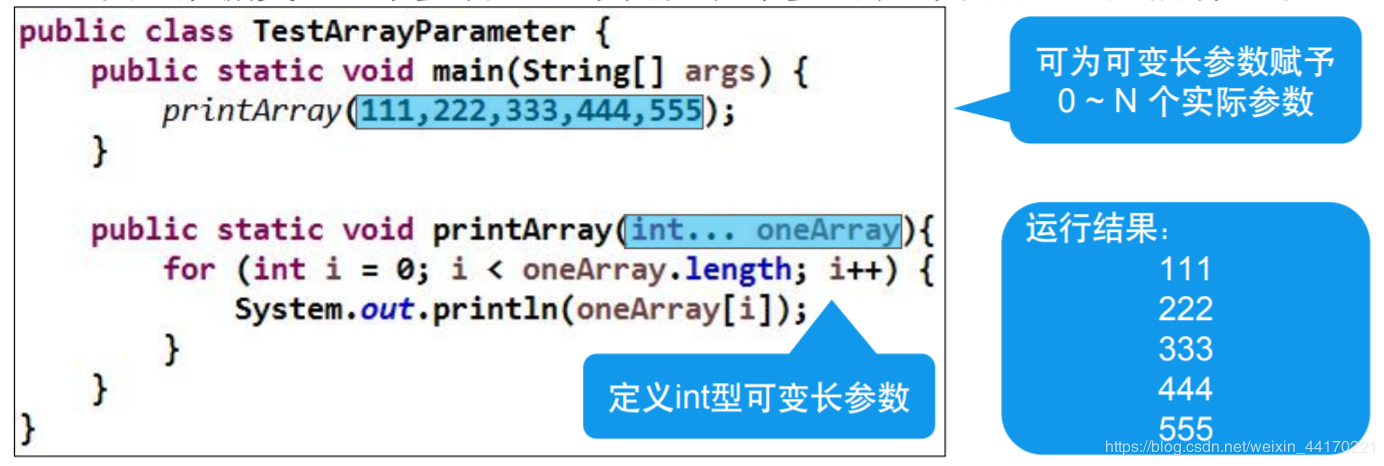 public class TestArrayParameter {
public static void main(String[] args) {
printArray(111,222,333,444,555);
}
public static void printArray(int... oneArray){
for (int i = 0; i < oneArray.length; i++) {
System.out.println(oneArray[i]);
}
}
}
可为可变长参数赋予
0 ~ N 个实际参数
定义int型可变长参数
运行结果:
111
222
333
444
555
https://blog.csdn.net/weixin_44170221